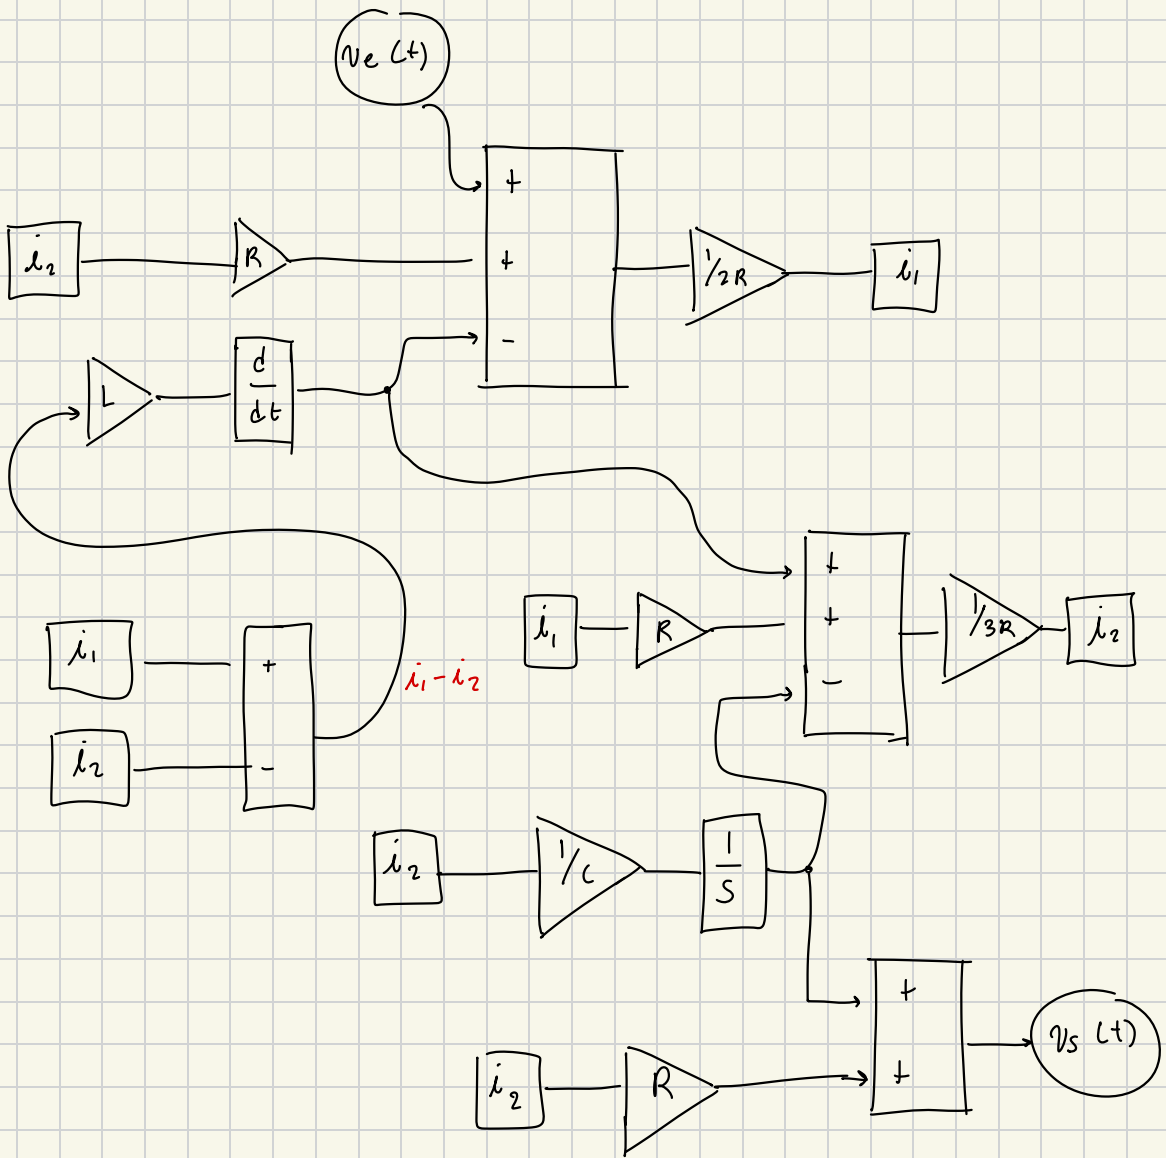 ve (t)
+
i2
R
+
1/2R
i1
-
L
d
dt
+
i1
R
+
1/3R
i2
-
i1
+
i1-i2
i2
-
i2
1/C
1
S
+
vs (t)
i2
R
+